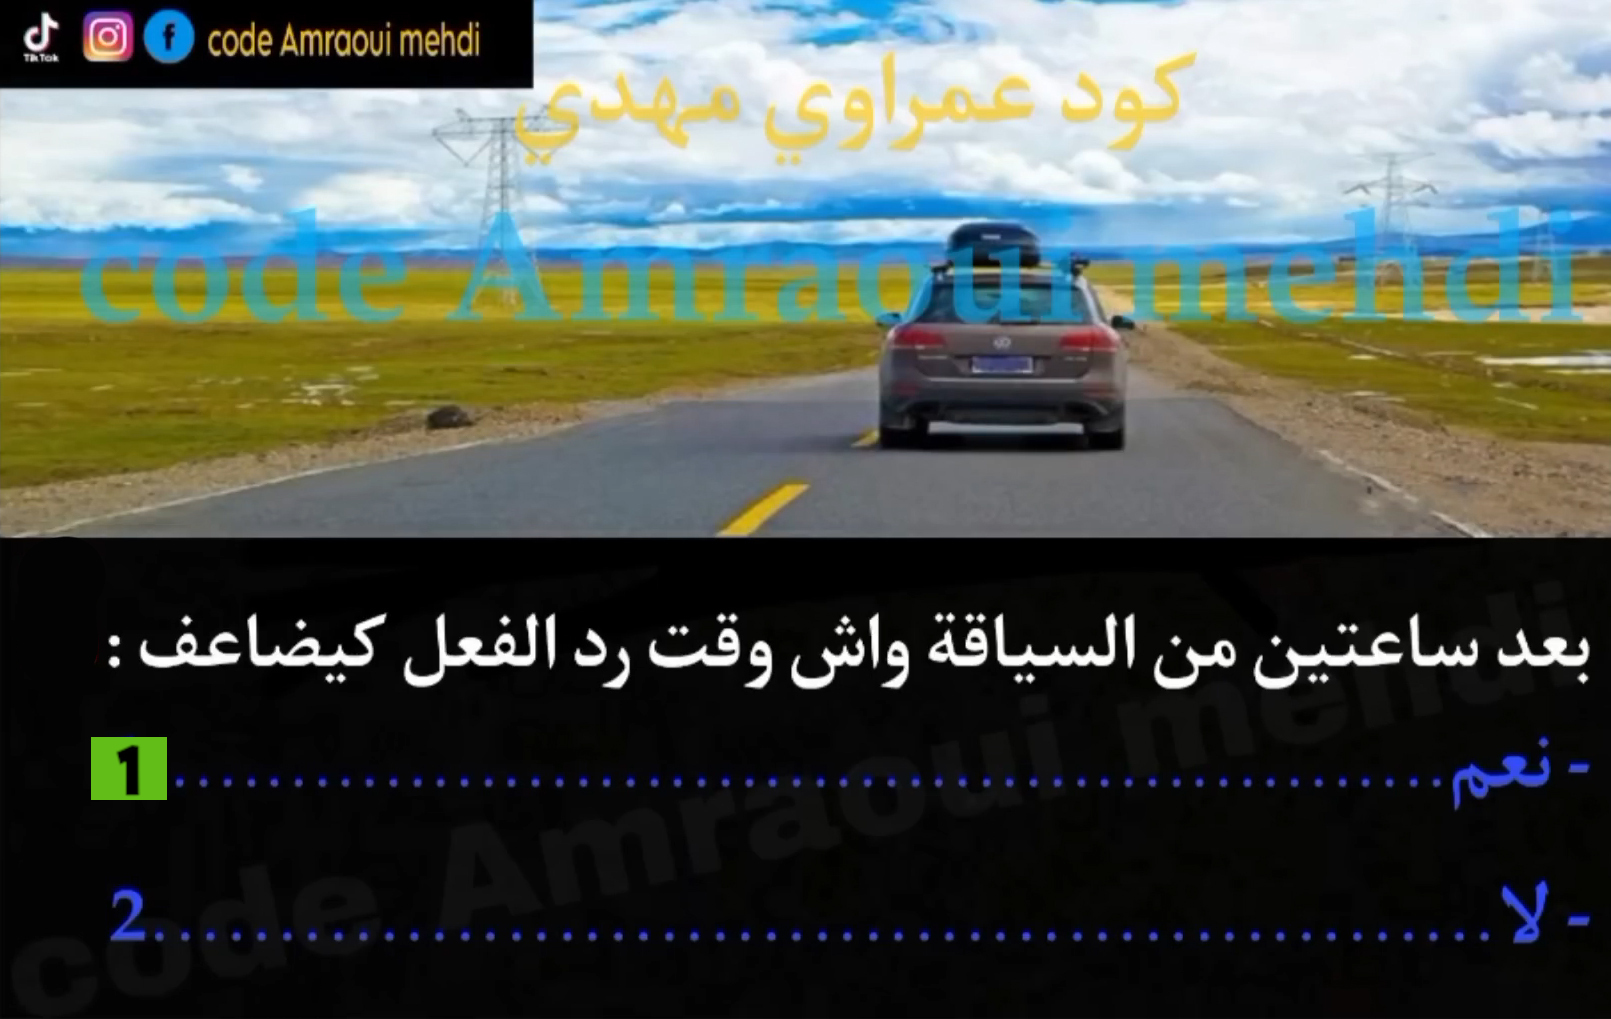 TikTok
code Amraoui mehdi
كود عمراوي مهدي
code Amraoui mehdi
بعد ساعتين من السياقة واش وقت رد الفعل كيضاعف :
- نعم ........................................................ 1
- لا ........................................................ 2
code Amraoui mehdi